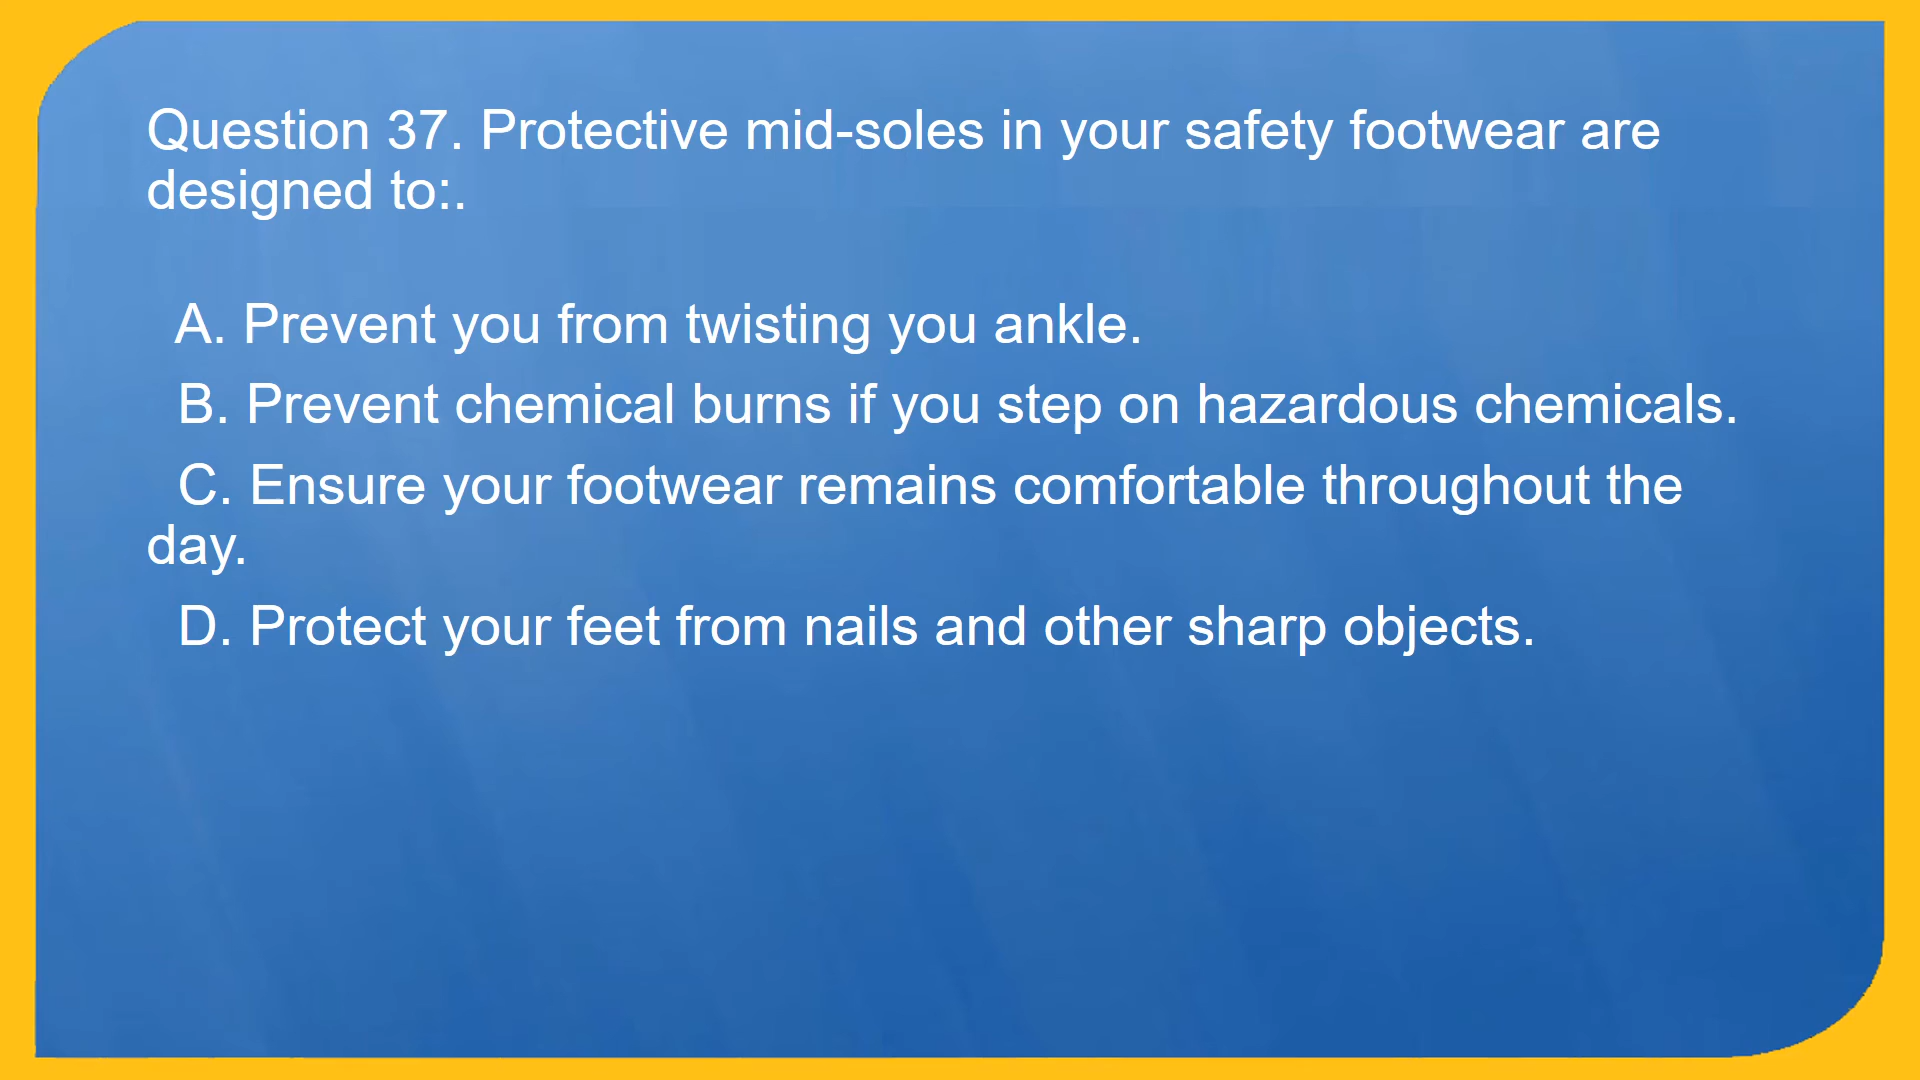 Question 37. Protective mid-soles in your safety footwear are
designed to:.
A. Prevent you from twisting you ankle.
B. Prevent chemical burns if you step on hazardous chemicals.
C. Ensure your footwear remains comfortable throughout the
day.
D. Protect your feet from nails and other sharp objects.